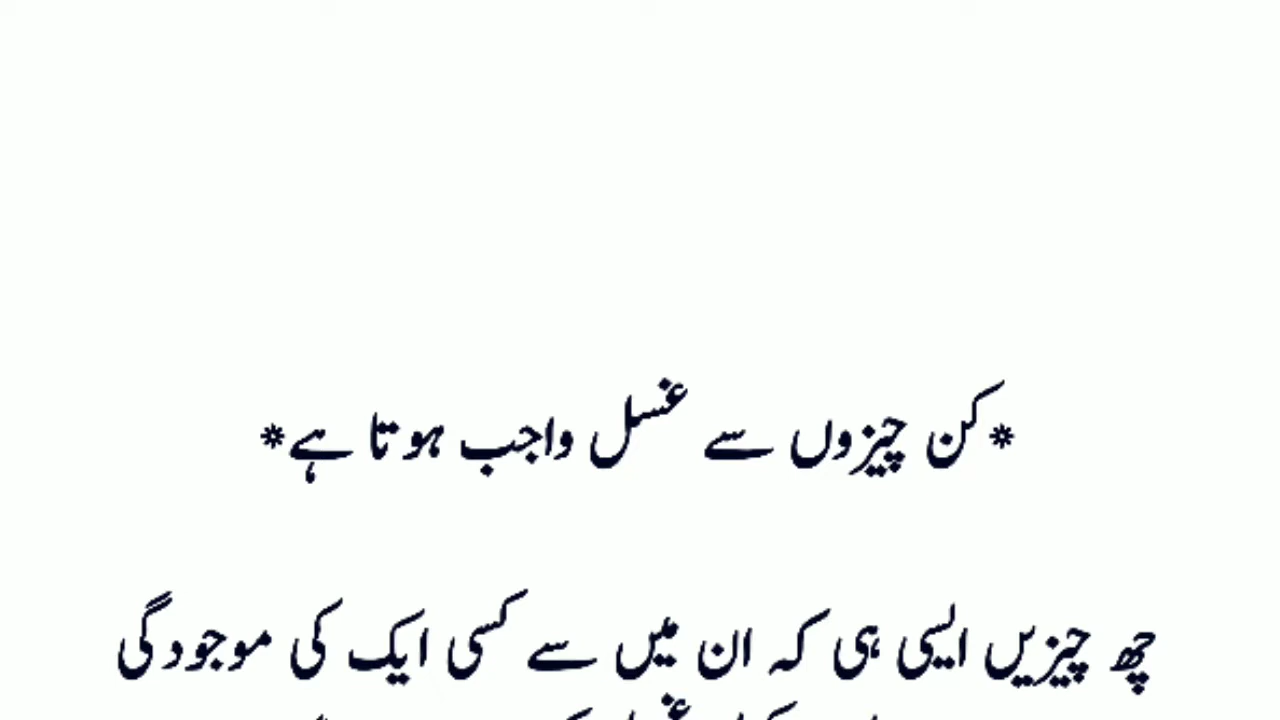 *کن چیزوں سے غسل واجب ہوتا ہے*
چھ چیزیں ایسی ہی کہ ان میں سے کسی ایک کی موجودگی